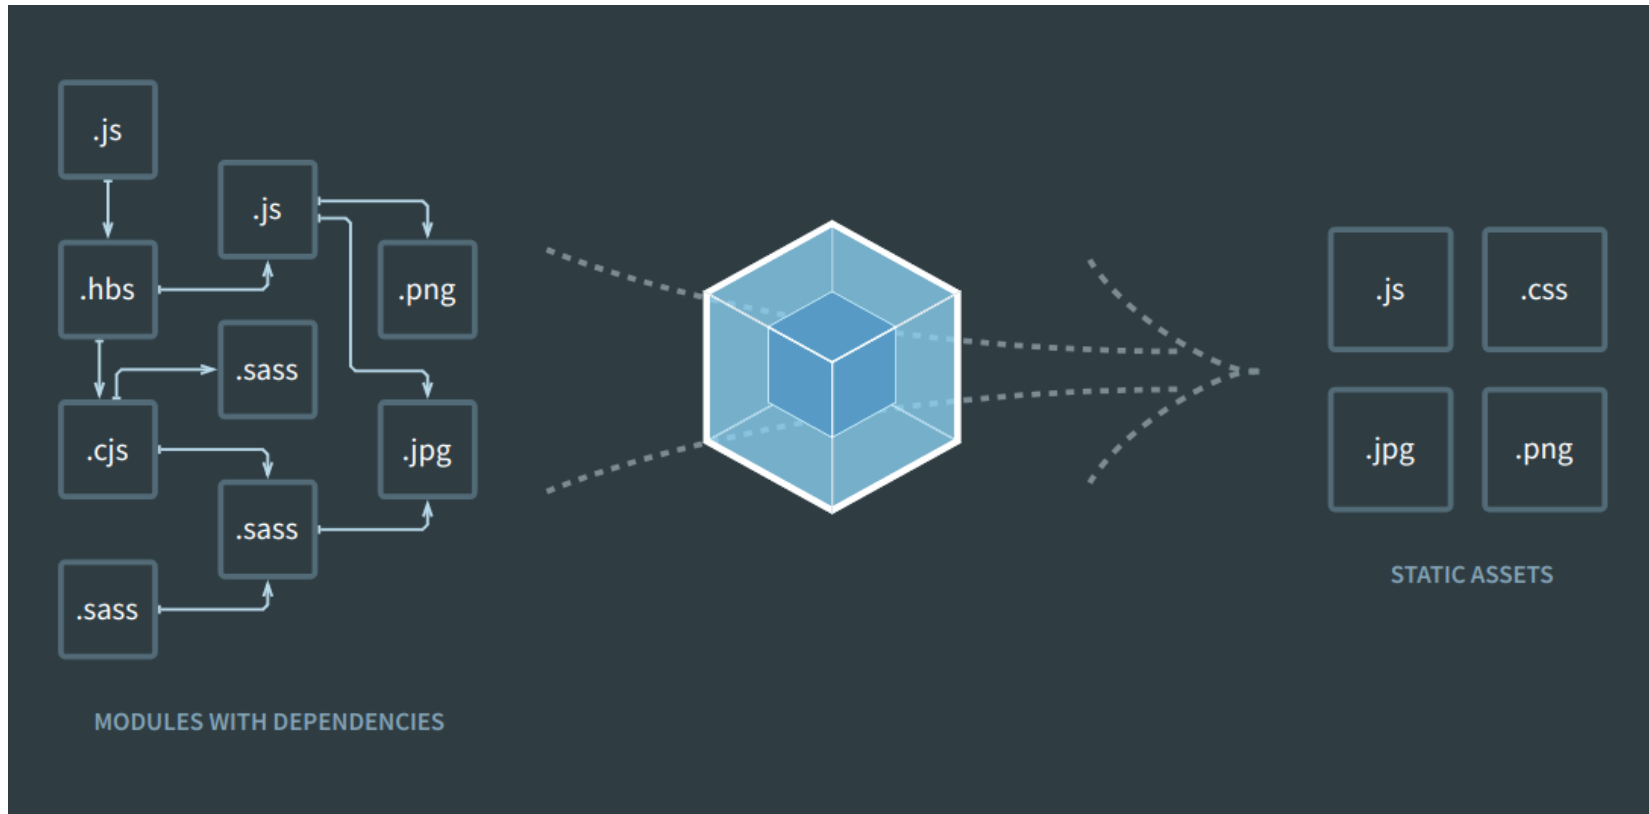 .js
.js
.hbs
.png
.sass
.cjs
.jpg
.sass
.sass
MODULES WITH DEPENDENCIES
.js
.css
.jpg
.png
STATIC ASSETS